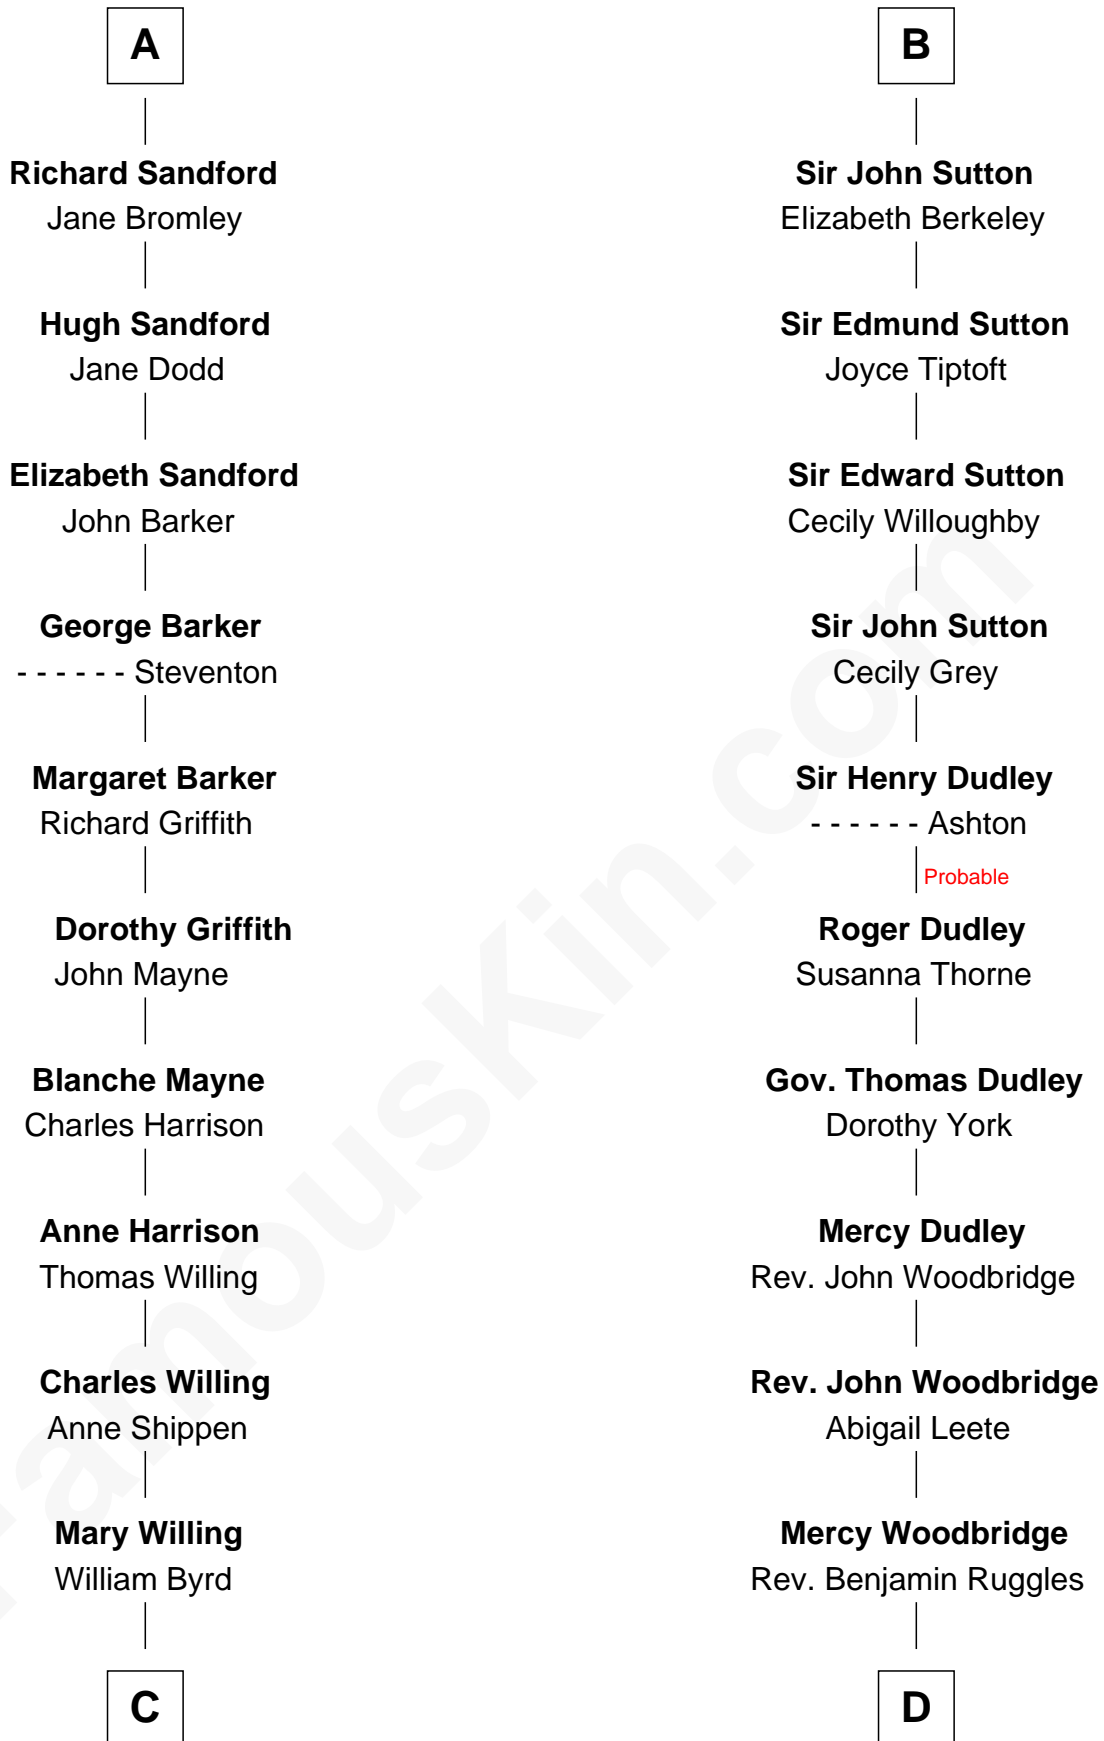 A
Richard Sandford
Jane Bromley
Hugh Sandford
Jane Dodd
Elizabeth Sandford
John Barker
George Barker
- - - - - - Steventon
Margaret Barker
Richard Griffith
Dorothy Griffith
John Mayne
Blanche Mayne
Charles Harrison
Anne Harrison
Thomas Willing
Charles Willing
Anne Shippen
Mary Willing
William Byrd
C
B
Sir John Sutton
Elizabeth Berkeley
Sir Edmund Sutton
Joyce Tiptoft
Sir Edward Sutton
Cecily Willoughby
Sir John Sutton
Cecily Grey
Sir Henry Dudley
- - - - - - Ashton
Probable
Roger Dudley
Susanna Thorne
Gov. Thomas Dudley
Dorothy York
Mercy Dudley
Rev. John Woodbridge
Rev. John Woodbridge
Abigail Leete
Mercy Woodbridge
Rev. Benjamin Ruggles
D
FamousKin.com